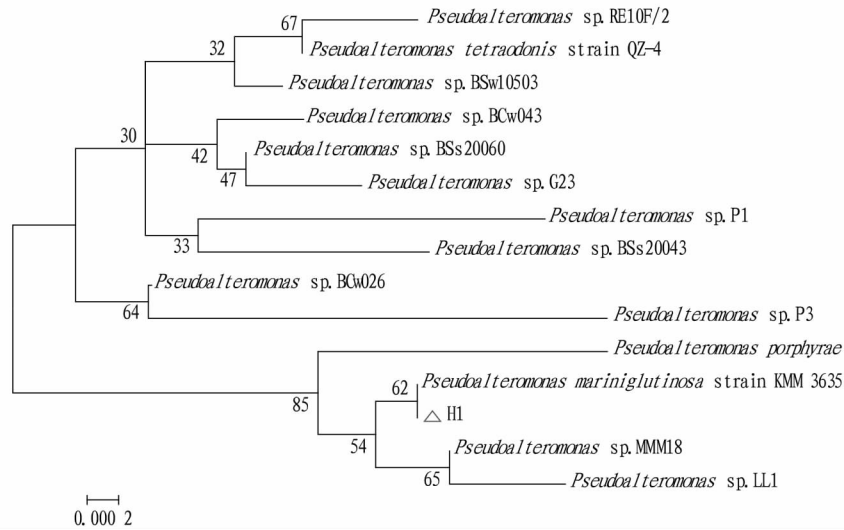 67 Pseudoalteromonas sp. RE10F/2
32 Pseudoalteromonas tetraodonis strain QZ-4
Pseudoalteromonas sp. BSw10503
Pseudoalteromonas sp. BCw043
30
42 Pseudoalteromonas sp. BSs20060
47 Pseudoalteromonas sp. G23
Pseudoalteromonas sp. P1
33 Pseudoalteromonas sp. BSs20043
Pseudoalteromonas sp. BCw026
64 Pseudoalteromonas sp. P3
Pseudoalteromonas porphyrae
62 Pseudoalteromonas mariniglutinosa strain KMM 3635
85 △ H1
54 Pseudoalteromonas sp. MMM18
65 Pseudoalteromonas sp. LL1
0.000 2